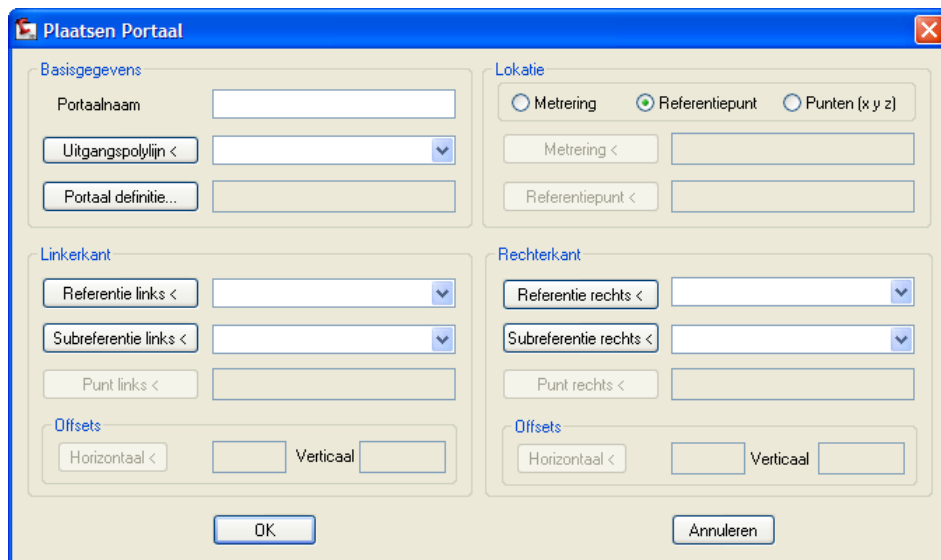 Plaatsen Portaal
Basisgegevens
Portaalnaam
Uitgangspolylijn <
Portaal definitie...
Lokatie
Metrering Referentiepunt Punten (x y z)
Metrering <
Referentiepunt <
Linkerkant
Referentie links <
Subreferentie links <
Punt links <
Offsets
Horizontaal < Verticaal
Rechterkant
Referentie rechts <
Subreferentie rechts <
Punt rechts <
Offsets
Horizontaal < Verticaal
OK Annuleren